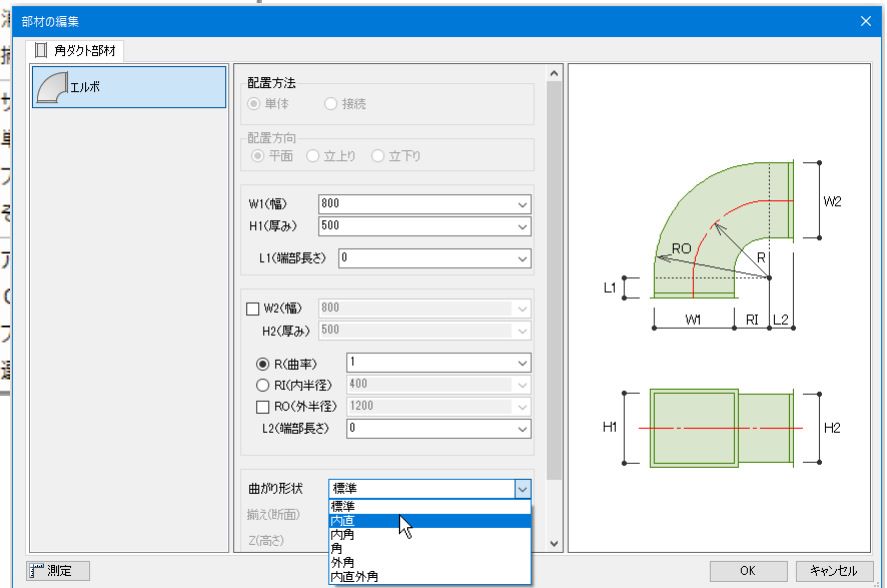 部材の編集
角ダクト部材
エルボ
配置方法
単体 接続
配置方向
平面 立上り 立下り
W1(幅) 800
H1(厚み) 500
L1(端部長さ) 0
W2(幅) 800
H2(厚み) 500
R(曲率) 1
RI(内半径) 400
RO(外半径) 1200
L2(端部長さ) 0
曲がり形状 標準
標準
内直
内角
角
外角
内直外角
揃え(断面)
Z(高さ)
W2
RO
R
L1
W1 RI L2
H1 H2
測定
OK キャンセル